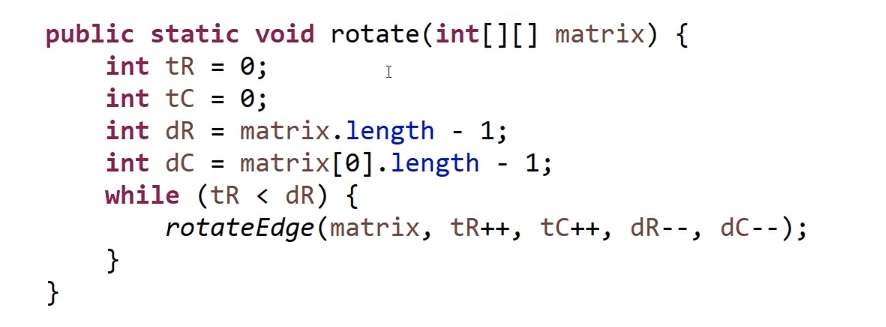 public static void rotate(int[][] matrix) {
    int tR = 0;
    int tC = 0;
    int dR = matrix.length - 1;
    int dC = matrix[0].length - 1;
    while (tR < dR) {
        rotateEdge(matrix, tR++, tC++, dR--, dC--);
    }
}